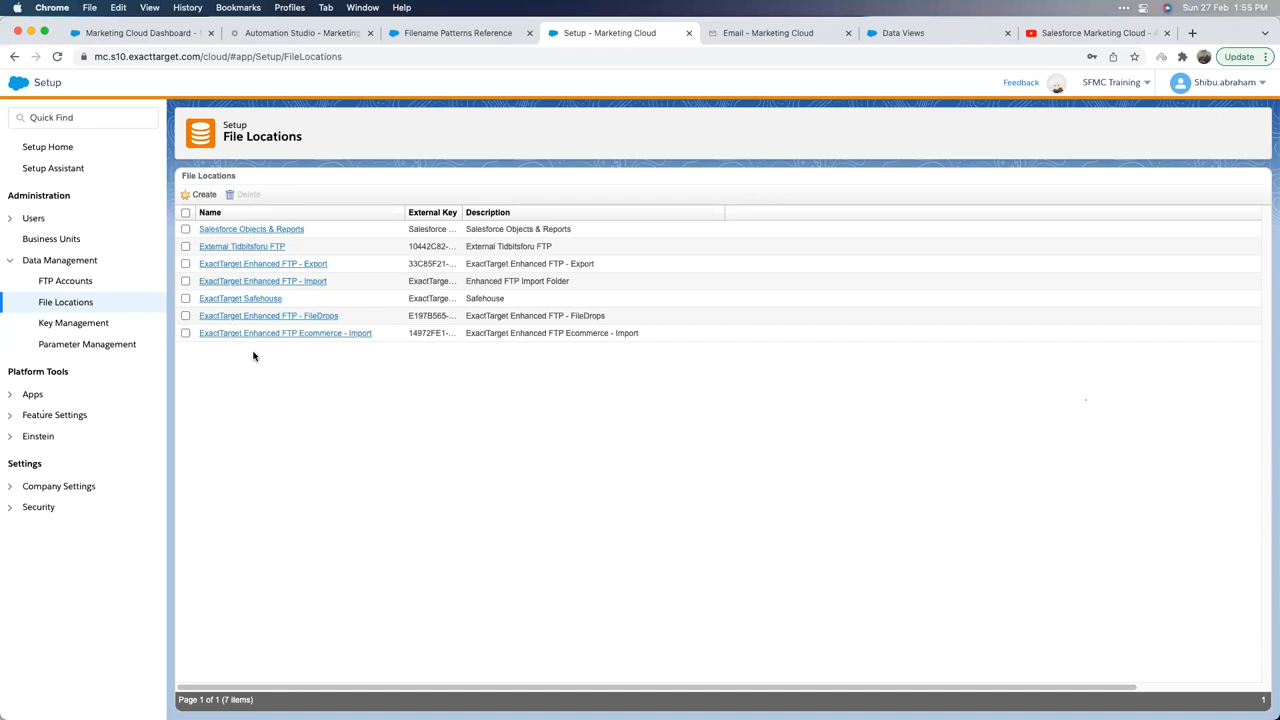 Chrome File Edit View History Bookmarks Profiles Tab Window Help Sun 27 Feb 1:55 PM
Marketing Cloud Dashboard - Automation Studio - Marketing Filename Patterns Reference Setup - Marketing Cloud Email – Marketing Cloud Data Views Salesforce Marketing Cloud -
mc.s10.exacttarget.com/cloud/#app/Setup/FileLocations Update
Setup Feedback SFMC Training Shibu.abraham
Quick Find
Setup Home
Setup Assistant
Administration
Users
Business Units
Data Management
FTP Accounts
File Locations
Key Management
Parameter Management
Platform Tools
Apps
Feature Settings
Einstein
Settings
Company Settings
Security
Setup
File Locations
File Locations
Create Delete
Name External Key Description
Salesforce Objects & Reports Salesforce ... Salesforce Objects & Reports
External Tidbitsforu FTP 10442C82-... External Tidbitsforu FTP
ExactTarget Enhanced FTP - Export 33C85F21-... ExactTarget Enhanced FTP - Export
ExactTarget Enhanced FTP - Import ExactTarge... Enhanced FTP Import Folder
ExactTarget Safehouse ExactTarge... Safehouse
ExactTarget Enhanced FTP - FileDrops E197B565-... ExactTarget Enhanced FTP - FileDrops
ExactTarget Enhanced FTP Ecommerce - Import 14972FE1-... ExactTarget Enhanced FTP Ecommerce - Import
Page 1 of 1 (7 items) 1